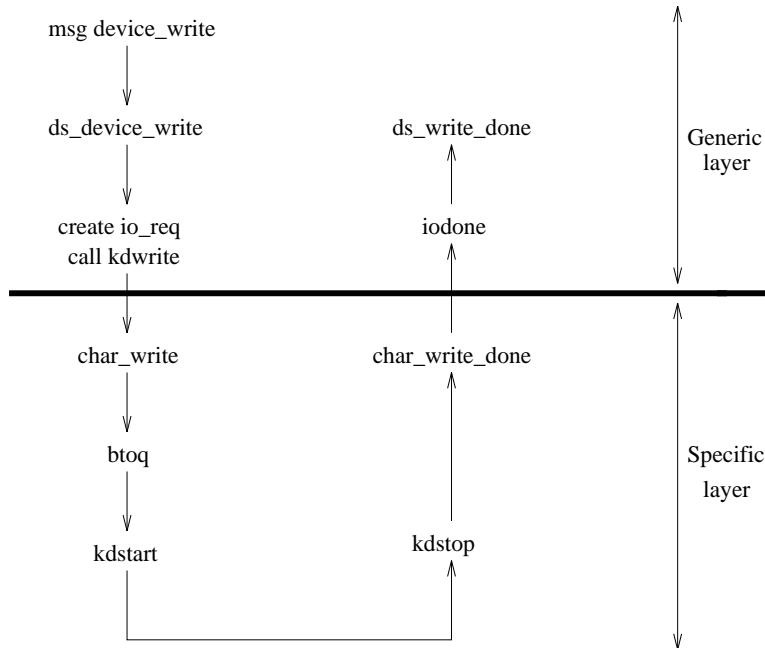 msg device_write
ds_device_write
ds_write_done
Generic
layer
create io_req
call kdwrite
iodone
char_write
char_write_done
btoq
Specific
layer
kdstart
kdstop